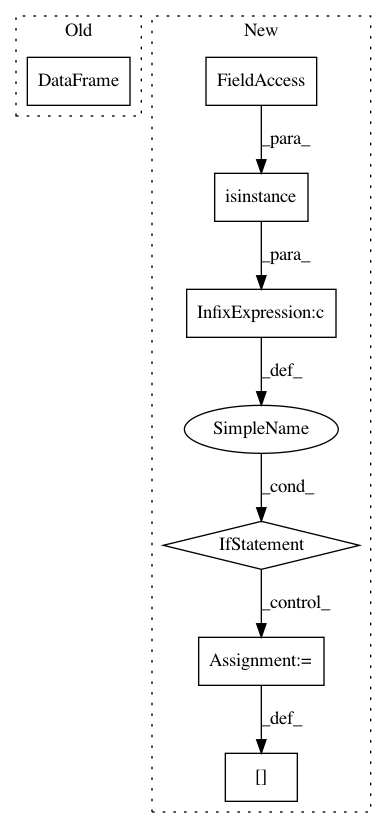 Old
New
DataFrame
FieldAccess
_para_
isinstance
_para_
InfixExpression:c
_def_
SimpleName
_cond_
IfStatement
_control_
Assignment:=
_def_
[]